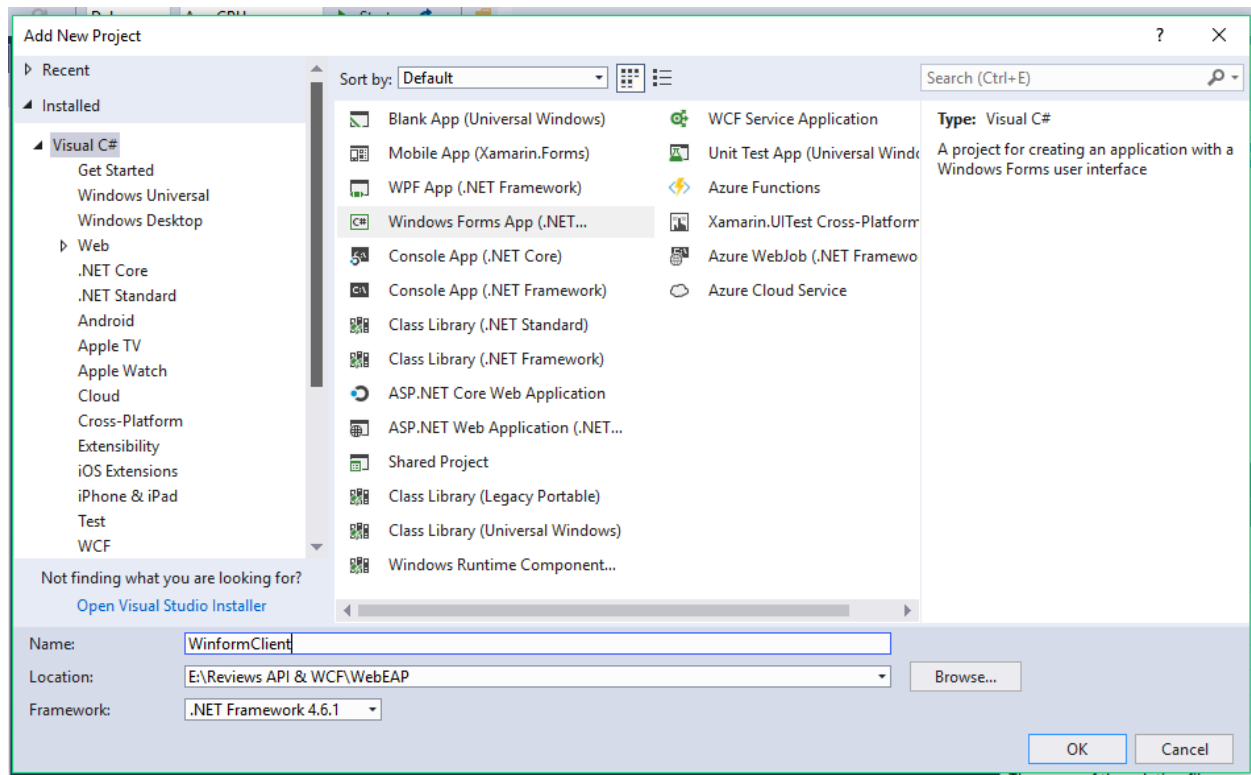 Add New Project
?
Recent
Installed
Visual C#
Get Started
Windows Universal
Windows Desktop
Web
.NET Core
.NET Standard
Android
Apple TV
Apple Watch
Cloud
Cross-Platform
Extensibility
iOS Extensions
iPhone & iPad
Test
WCF
Not finding what you are looking for?
Open Visual Studio Installer
Sort by: Default
Blank App (Universal Windows)
Mobile App (Xamarin.Forms)
WPF App (.NET Framework)
C# Windows Forms App (.NET...
Console App (.NET Core)
Console App (.NET Framework)
Class Library (.NET Standard)
Class Library (.NET Framework)
ASP.NET Core Web Application
ASP.NET Web Application (.NET...
Shared Project
Class Library (Legacy Portable)
Class Library (Universal Windows)
Windows Runtime Component...
WCF Service Application
Unit Test App (Universal Windo
Azure Functions
Xamarin.UITest Cross-Platform
Azure WebJob (.NET Framewo
Azure Cloud Service
Search (Ctrl+E)
Type: Visual C#
A project for creating an application with a
Windows Forms user interface
Name: WinformClient
Location: E:\Reviews API & WCF\WebEAP Browse...
Framework: .NET Framework 4.6.1
OK Cancel